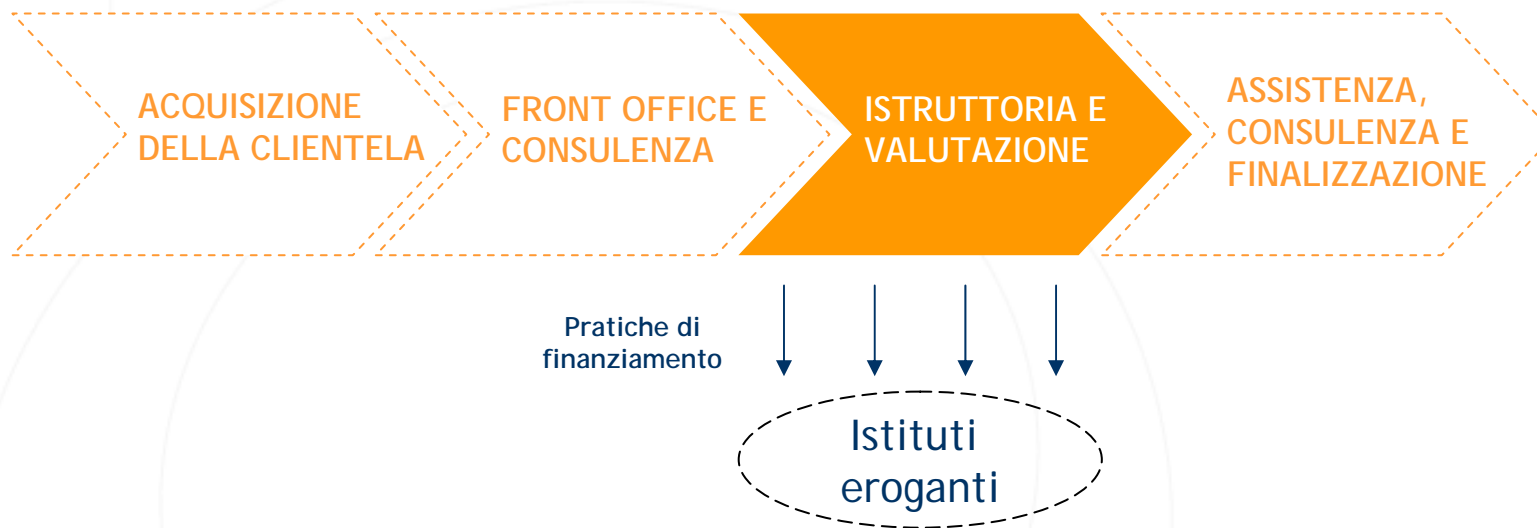 ACQUISIZIONE
DELLA CLIENTELA
FRONT OFFICE E
CONSULENZA
ISTRUTTORIA E
VALUTAZIONE
ASSISTENZA,
CONSULENZA E
FINALIZZAZIONE
Pratiche di
finanziamento
Istituti
eroganti